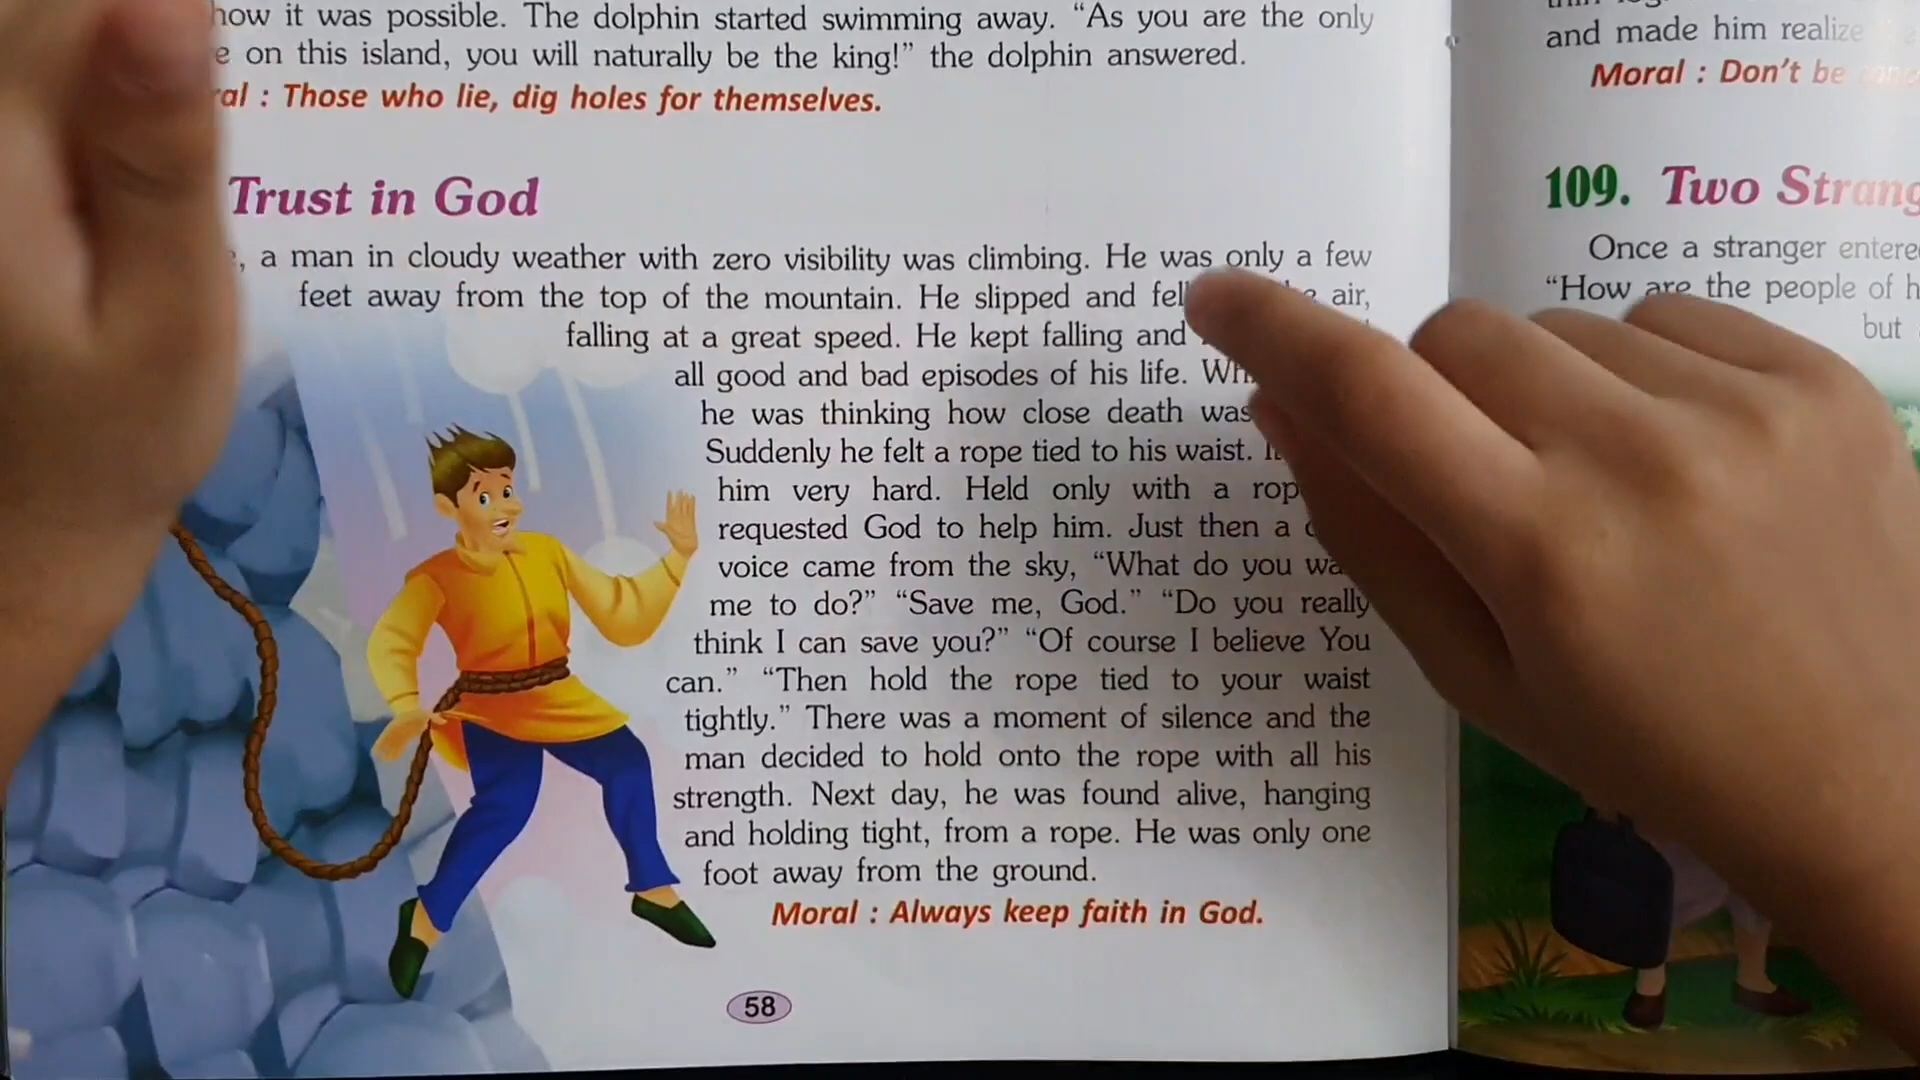 how it was possible. The dolphin started swimming away. “As you are the only
on this island, you will naturally be the king!” the dolphin answered.
: Those who lie, dig holes for themselves.
Trust in God
a man in cloudy weather with zero visibility was climbing. He was only a few
feet away from the top of the mountain. He slipped and air,
falling at a great speed. He kept falling and
all good and bad episodes of his life.
he was thinking how close death was
Suddenly he felt a rope tied to his waist.
him very hard. Held only with a
requested God to help him. Just then a
voice came from the sky, “What do you
me to do?” “Save me, God.” “Do you really
think I can save you?” “Of course I believe You
can.” “Then hold the rope tied to your waist
tightly.” There was a moment of silence and the
man decided to hold onto the rope with all his
strength. Next day, he was found alive, hanging
and holding tight, from a rope. He was only one
foot away from the ground.
Moral : Always keep faith in God.
58
and made him realize
Moral : Don’t be
109. Two
Once a stranger
“How are the people of
but